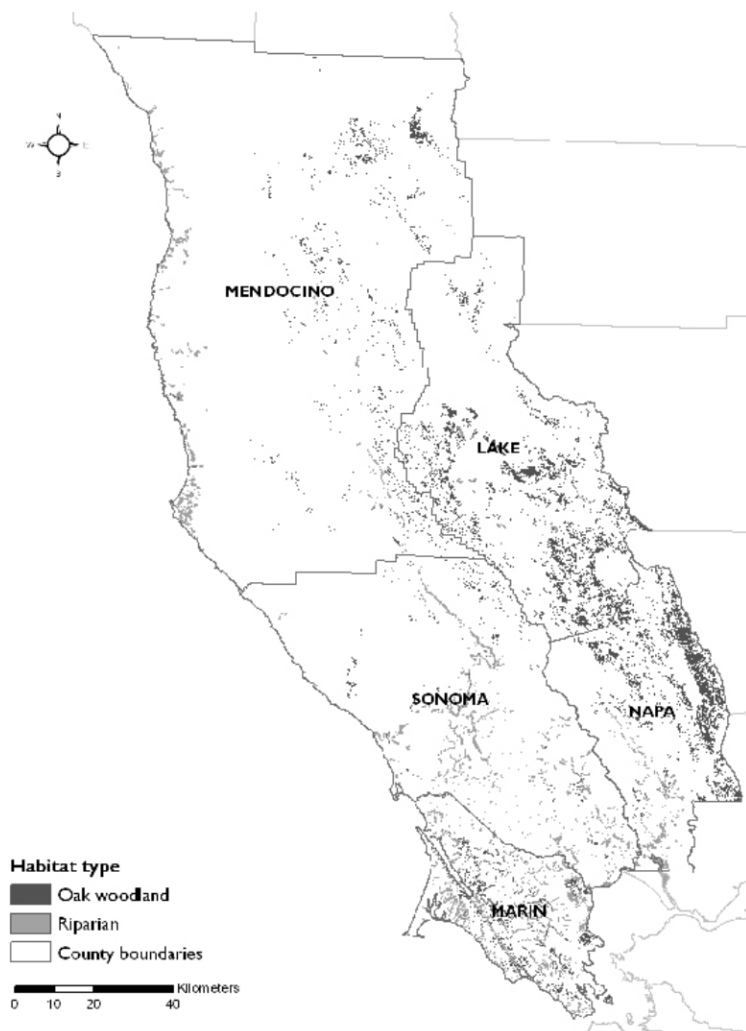 N
W E
S
MENDOCINO
LAKE
SONOMA
NAPA
MARIN
Habitat type
Oak woodland
Riparian
County boundaries
Kilometers
0 10 20 40